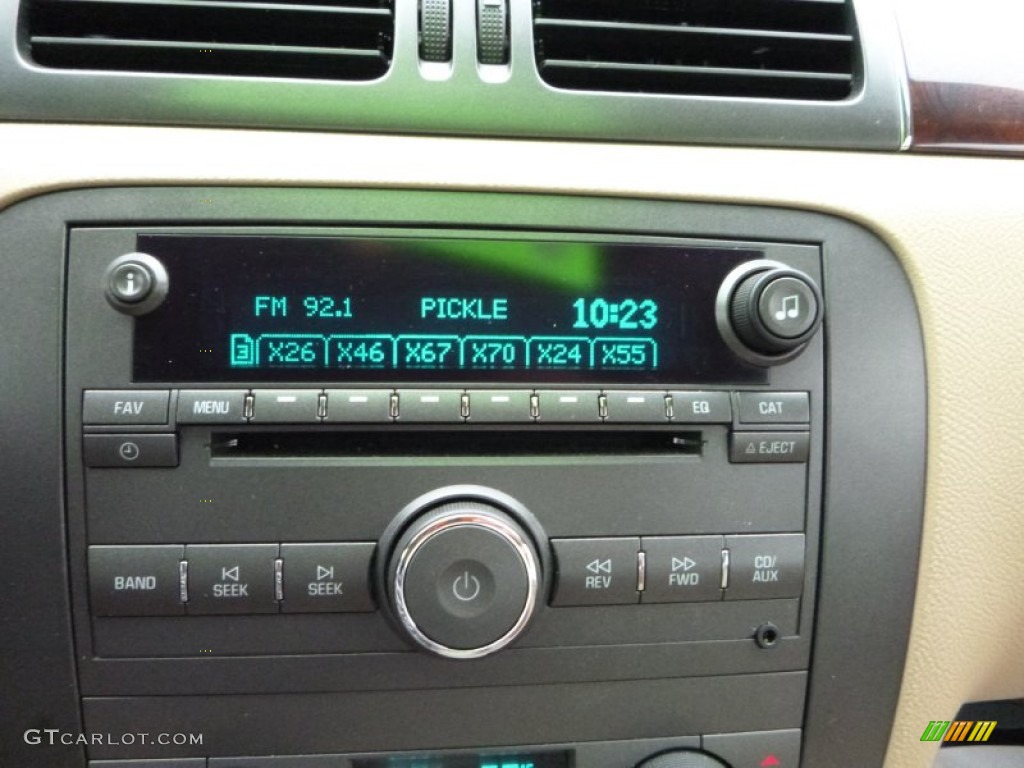 i
FM 92.1 PICKLE 10:23
3 X26 X46 X67 X70 X24 X55
FAV MENU EQ CAT
EJECT
BAND SEEK SEEK REV FWD CD/
AUX
GTCARLOT.COM